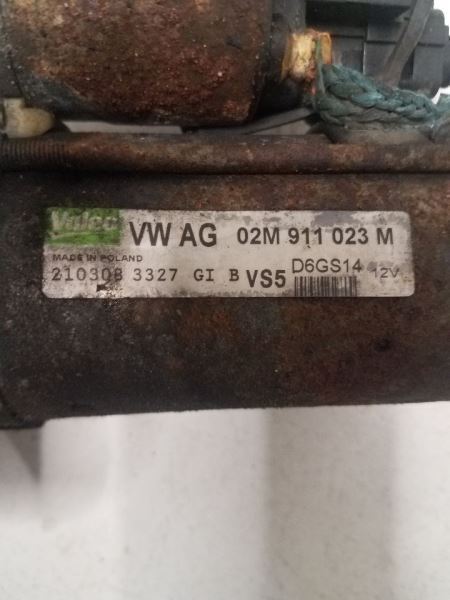 Valeo VW AG 02M 911 023 M
MADE IN POLAND
210308 3327 GI B VS5 D6GS14 12V